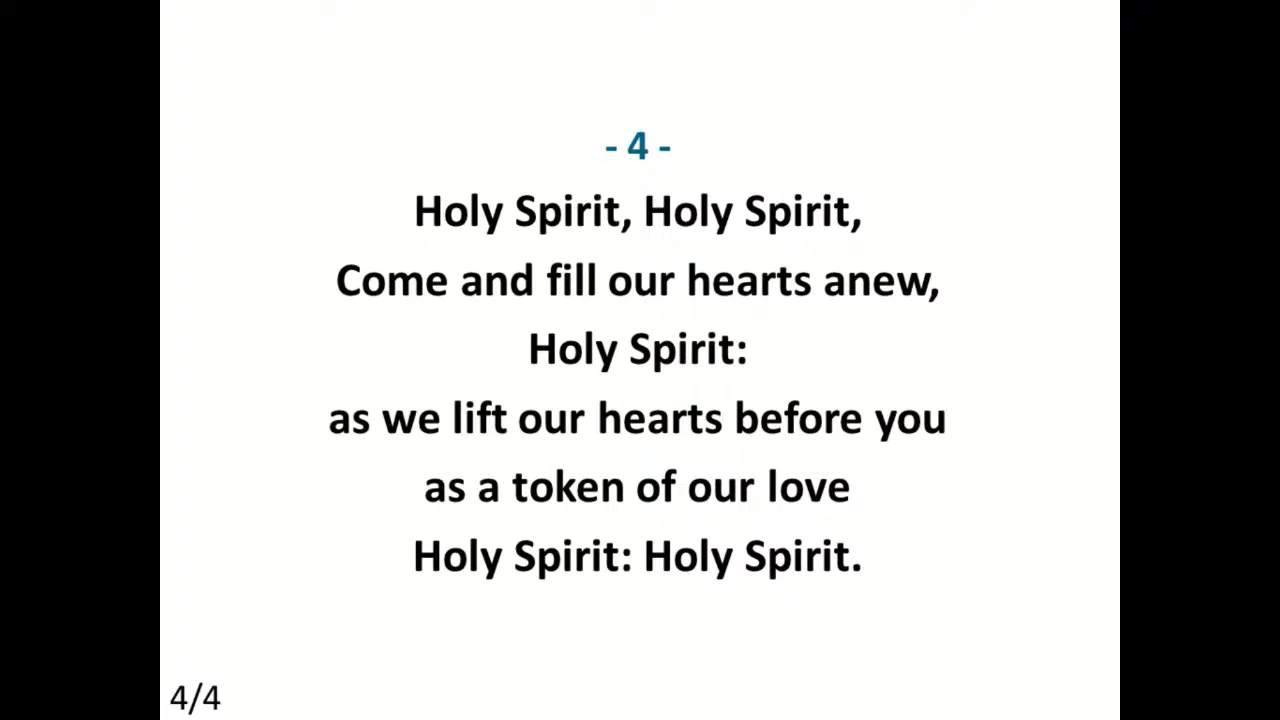 - 4 -
Holy Spirit, Holy Spirit,
Come and fill our hearts anew,
Holy Spirit:
as we lift our hearts before you
as a token of our love
Holy Spirit: Holy Spirit.
4/4